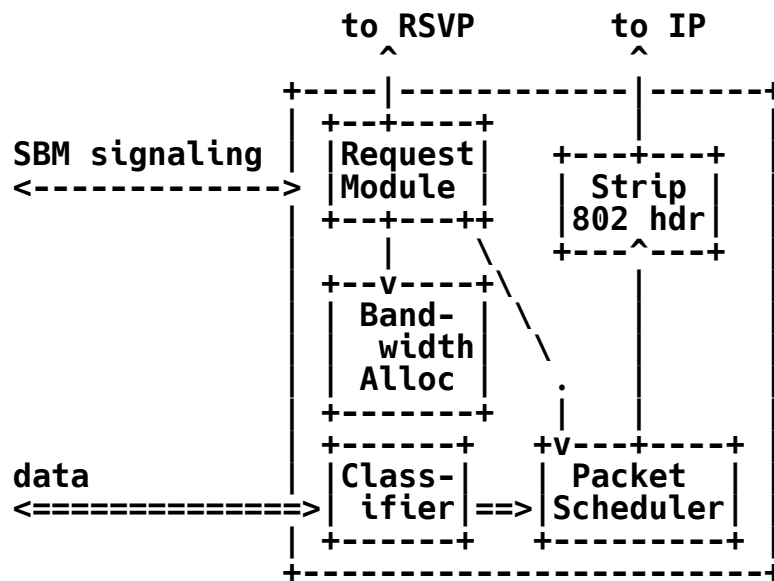 to RSVP to IP
SBM signaling
Request
Module
Strip
802 hdr
Band-
width
Alloc
data
Class-
ifier
Packet
Scheduler